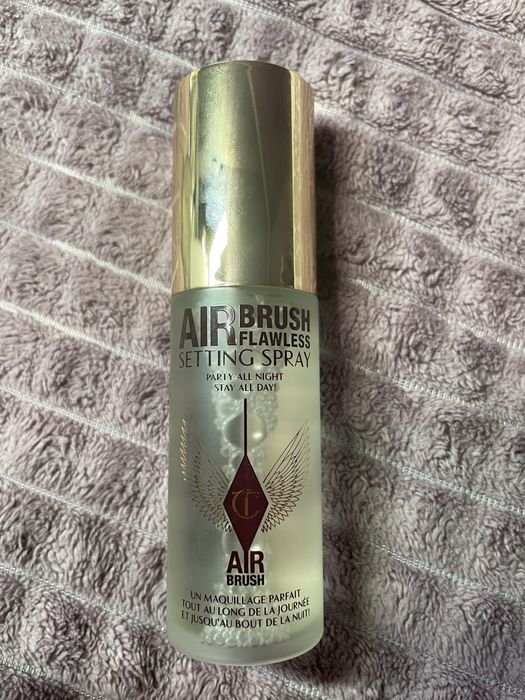 AIRBRUSH
FLAWLESS
SETTING SPRAY
PARTY ALL NIGHT
STAY ALL DAY!
CT
AIR
BRUSH
UN MAQUILLAGE PARFAIT
TOUT AU LONG DE LA JOURNÉE
ET JUSQU'AU BOUT DE LA NUIT!